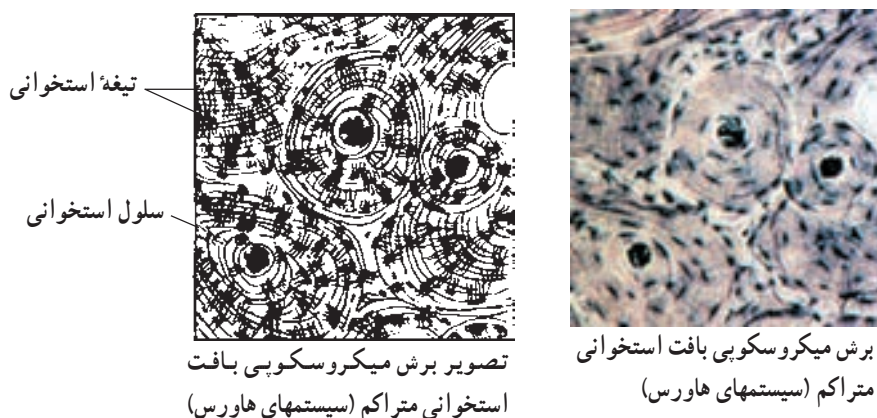 تیغهٔ استخوانی
سلول استخوانی
برش میکروسکوپی بافت استخوانی
متراکم (سیستمهای هاورس)
تصویر برش میکروسکوپی بافت
استخوانی متراکم (سیستمهای هاورس)